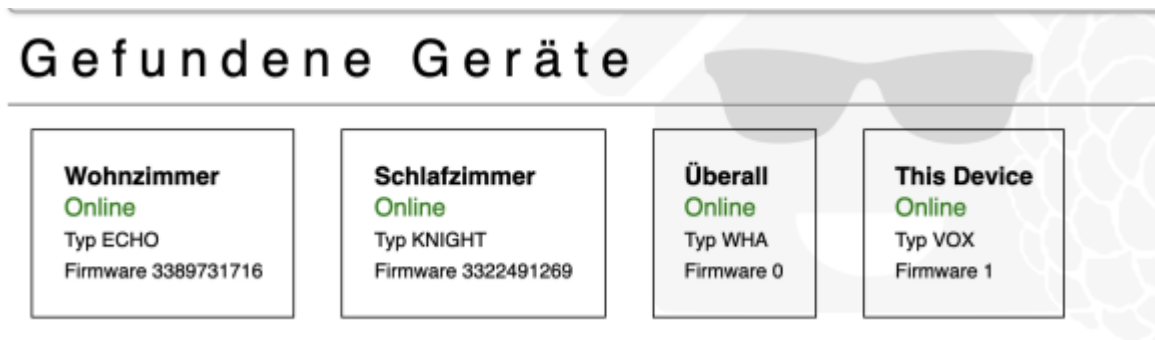 Gefundene Geräte
Wohnzimmer
Online
Typ ECHO
Firmware 3389731716
Schlafzimmer
Online
Typ KNIGHT
Firmware 3322491269
Überall
Online
Typ WHA
Firmware 0
This Device
Online
Typ VOX
Firmware 1